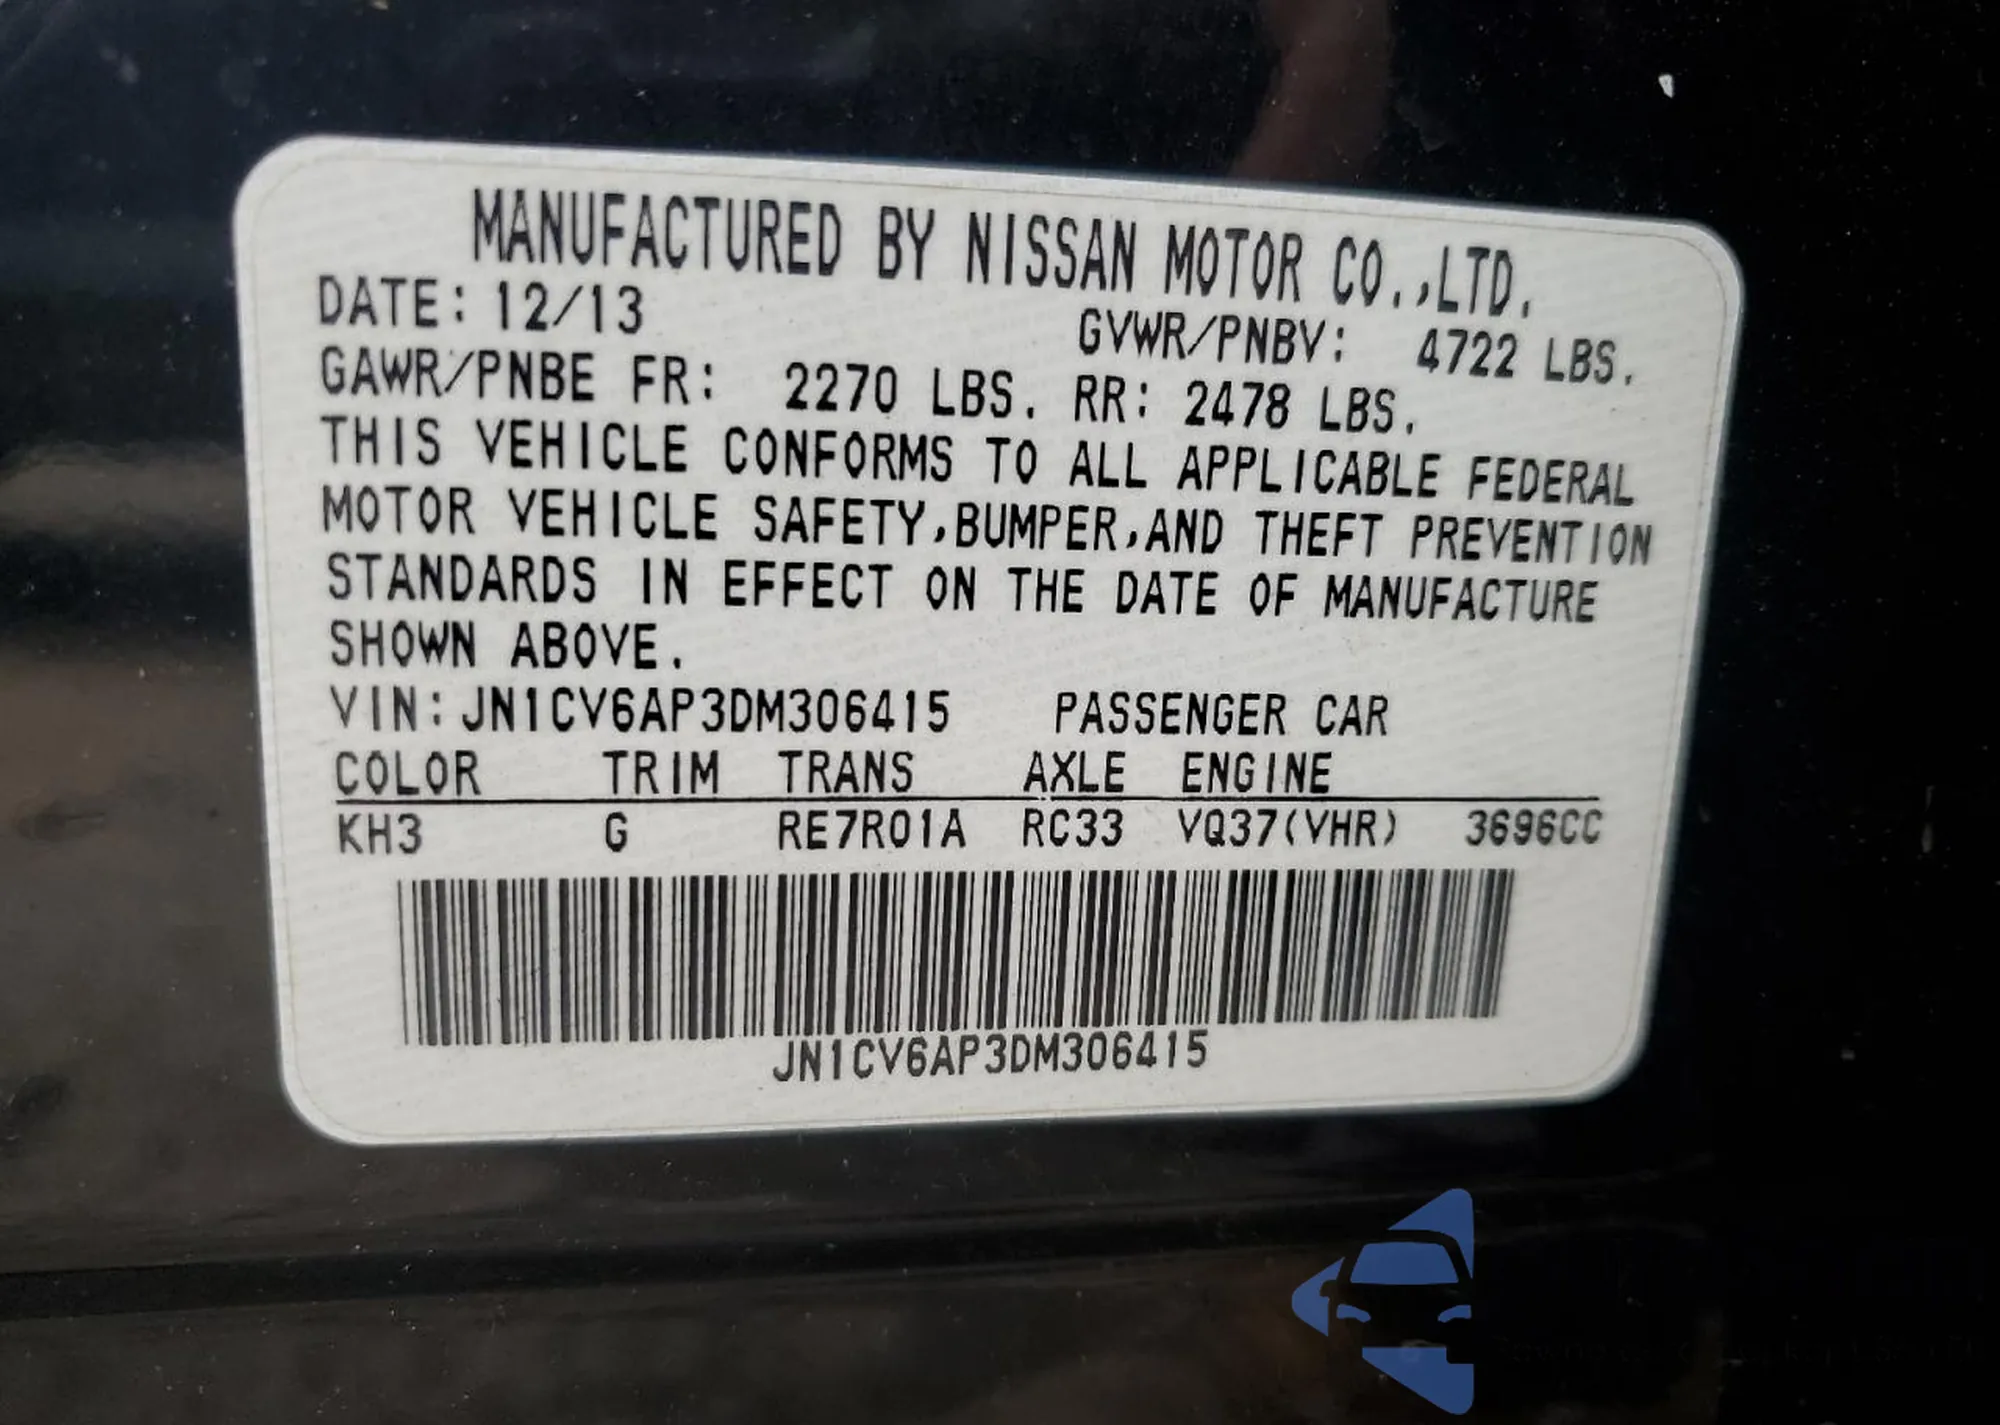 MANUFACTURED BY NISSAN MOTOR CO.,LTD.
DATE: 12/13 GVWR/PNBV: 4722 LBS.
GAWR/PNBE FR: 2270 LBS. RR: 2478 LBS.
THIS VEHICLE CONFORMS TO ALL APPLICABLE FEDERAL
MOTOR VEHICLE SAFETY,BUMPER,AND THEFT PREVENTION
STANDARDS IN EFFECT ON THE DATE OF MANUFACTURE
SHOWN ABOVE.
VIN:JN1CV6AP3DM306415 PASSENGER CAR
COLOR TRIM TRANS AXLE ENGINE
KH3 G RE7R01A RC33 VQ37(VHR) 3696CC
JN1CV6AP3DM306415